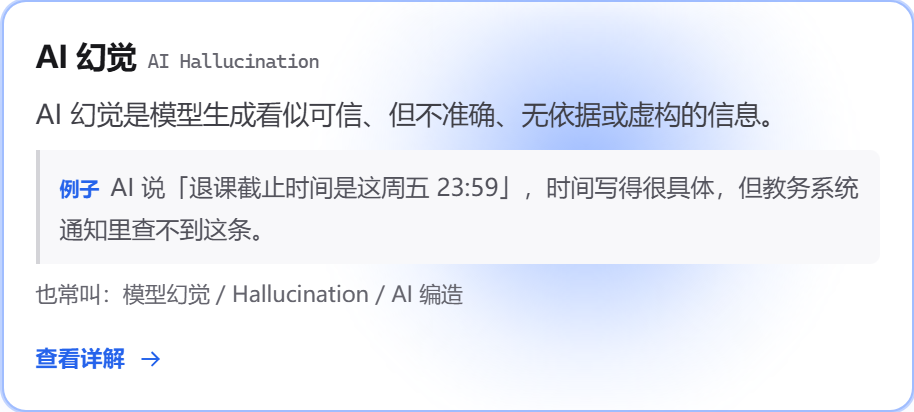 AI 幻觉 AI Hallucination
AI 幻觉是模型生成看似可信、但不准确、无依据或虚构的信息。
例子 AI 说「退课截止时间是这周五 23:59」，时间写得很具体，但教务系统
通知里查不到这条。
也常叫：模型幻觉 / Hallucination / AI 编造
查看详解 →